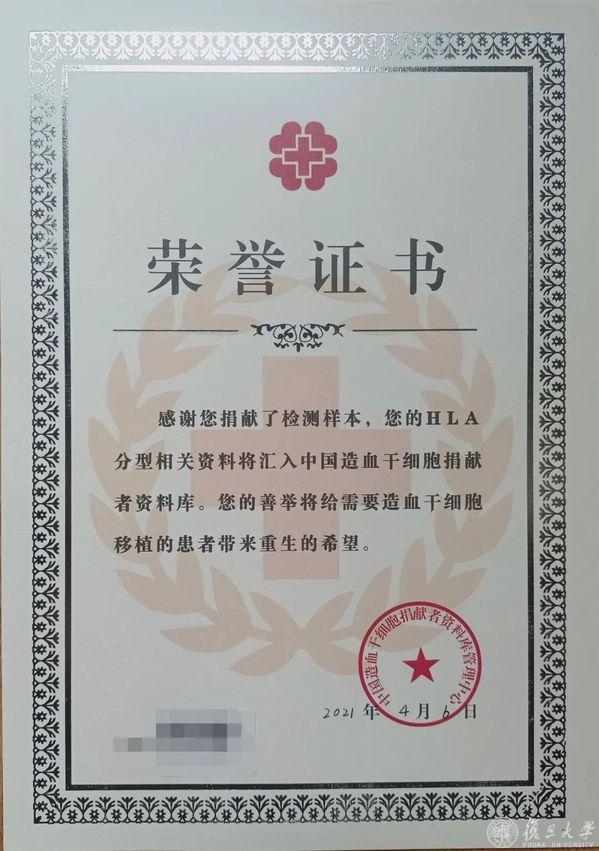 荣誉证书
感谢您捐献了检测样本，您的HLA
分型相关资料将汇入中国造血干细胞捐献
者资料库。您的善举将给需要造血干细胞
移植的患者带来重生的希望。
中国造血干细胞捐献者资料库管理中心
2021年 4月 6日
復旦大學
FUDAN UNIVERSITY